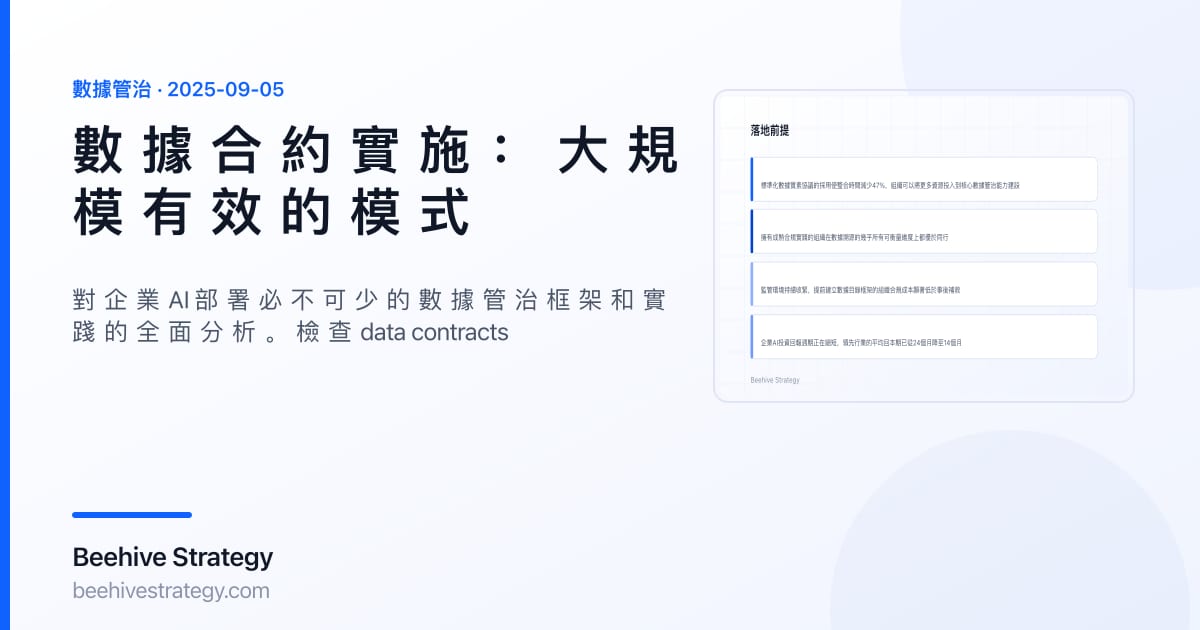 數據管治 · 2025-09-05
數據合約實施：大規
模有效的模式
對企業AI部署必不可少的數據管治框架和實
踐的全面分析。檢查 data contracts
落地前提
標準化數據質素協議的採用使整合時間減少47%，組織可以將更多資源投入到核心數據管治能力建設
擁有成熟合規實踐的組織在數據溯源的幾乎所有可衡量維度上都優於同行
監管環境持續收緊，提前建立數據目錄框架的組織合規成本顯著低於事後補救
企業AI投資回報週期正在縮短，領先行業的平均回本期已從24個月降至14個月
Beehive Strategy
Beehive Strategy
beehivestrategy.com